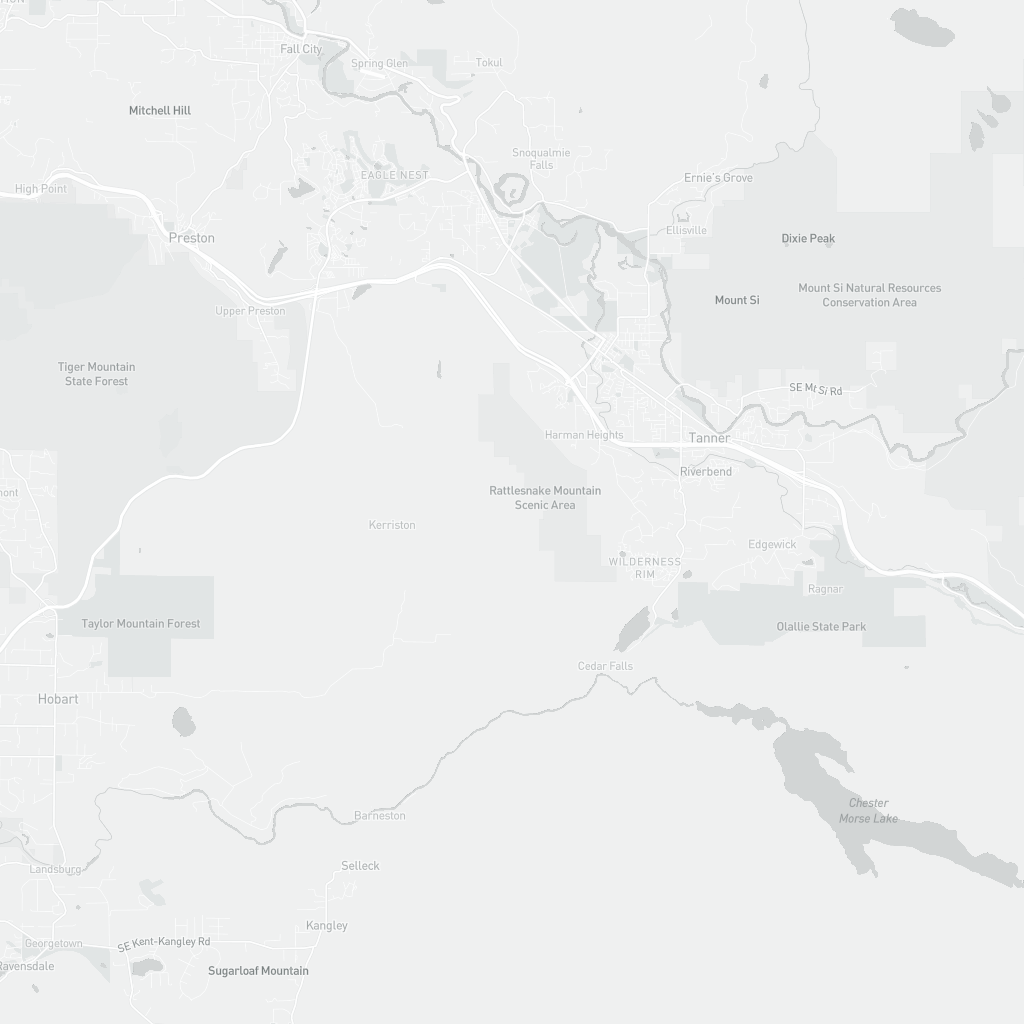 Fall City
Spring Glen
Tokul
Mitchell Hill
Snoqualmie
Falls
EAGLE NEST
Ernie's Grove
High Point
Ellisville
Preston
Dixie Peak
Mount Si Natural Resources
Conservation Area
Mount Si
Upper Preston
Tiger Mountain
State Forest
SE Mt Si Rd
Harman Heights
Tanner
Riverbend
Rattlesnake Mountain
Scenic Area
mont
Kerriston
Edgewick
WILDERNESS
RIM
Ragnar
Taylor Mountain Forest
Olallie State Park
Cedar Falls
Hobart
Chester
Morse Lake
Barneston
Selleck
Landsburg
Kangley
SE Kent-Kangley Rd
Georgetown
Ravensdale
Sugarloaf Mountain